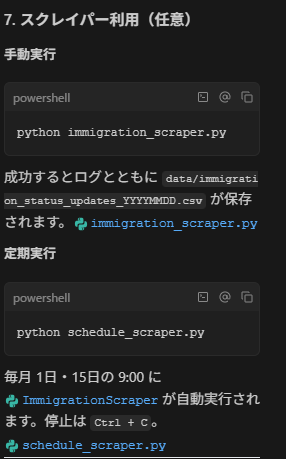 7. スクレイパー利用（任意）
手動実行
powershell
python immigration_scraper.py
成功するとログとともに data/immigrati
on_status_updates_YYYYMMDD.csv が保存
されます。 immigration_scraper.py
定期実行
powershell
python schedule_scraper.py
毎月 1日・15日の 9:00 に
ImmigrationScraper が自動実行され
ます。停止は Ctrl + C。
schedule_scraper.py